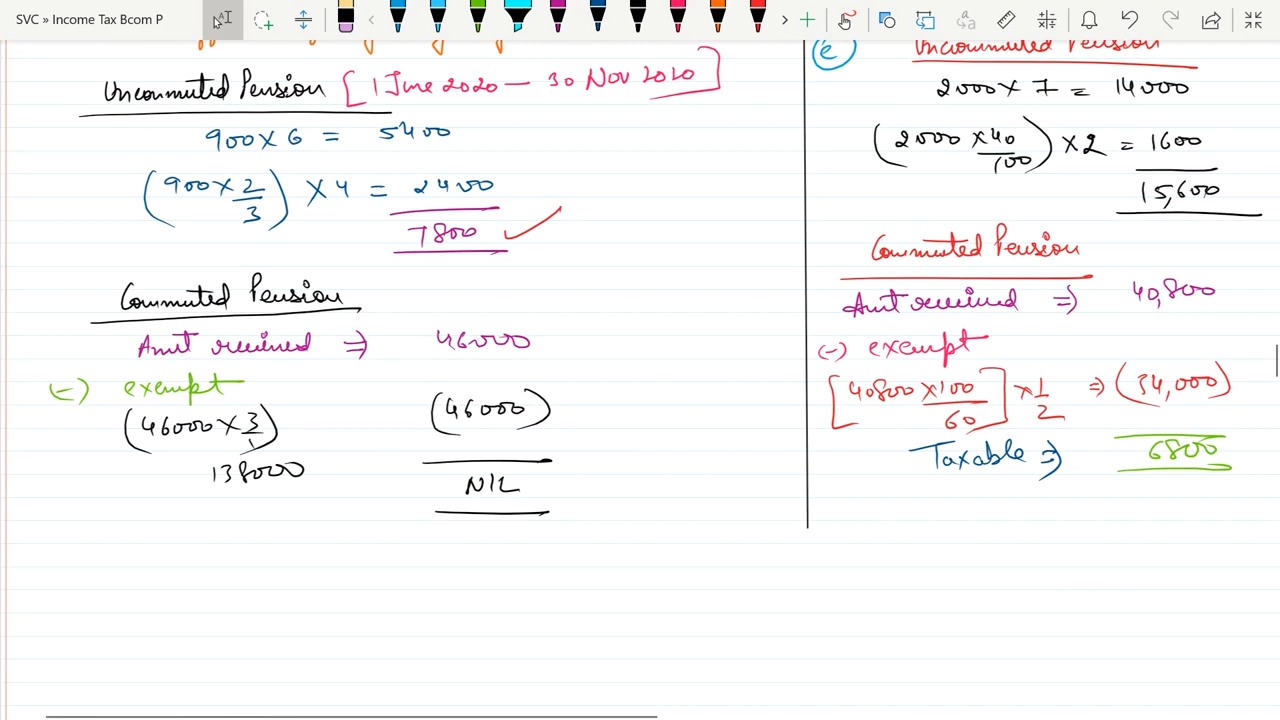 SVC » Income Tax Bcom P
Uncommuted Pension [1 June 2020 — 30 Nov 2020]
900 × 6 = 5400
(900 × 2/3) × 4 = 2400
7800 ✓
Commuted Pension
Amt received ⇒ 46000
(-) exempt
(46000 × 3/1) (46000)
138000
NIL
(e) Uncommuted Pension
2000 × 7 = 14000
(2000 × 40/100) × 2 = 1600
15,600
Commuted Pension
Amt received ⇒ 40,800
(-) exempt
[40800 × 100/60] × 1/2 ⇒ (34,000)
Taxable ⇒ 6800